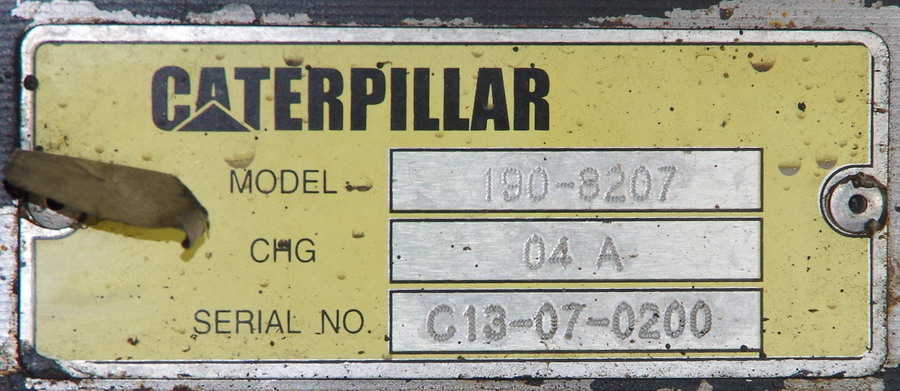 CATERPILLAR
MODEL 190-8207
CHG 04 A
SERIAL NO. C13-07-0200